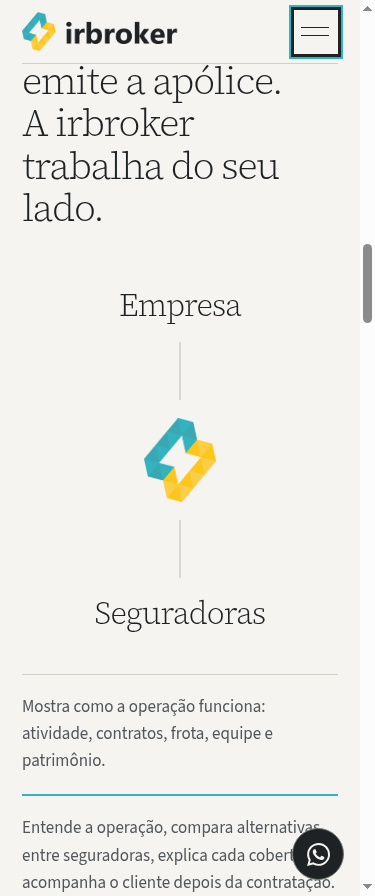 irbroker
emite a apólice.
A irbroker
trabalha do seu
lado.
Empresa
Seguradoras
Mostra como a operação funciona:
atividade, contratos, frota, equipe e
patrimônio.
Entende a operação, compara alternativas
entre seguradoras, explica cada
acompanha o cliente depois da contratação.